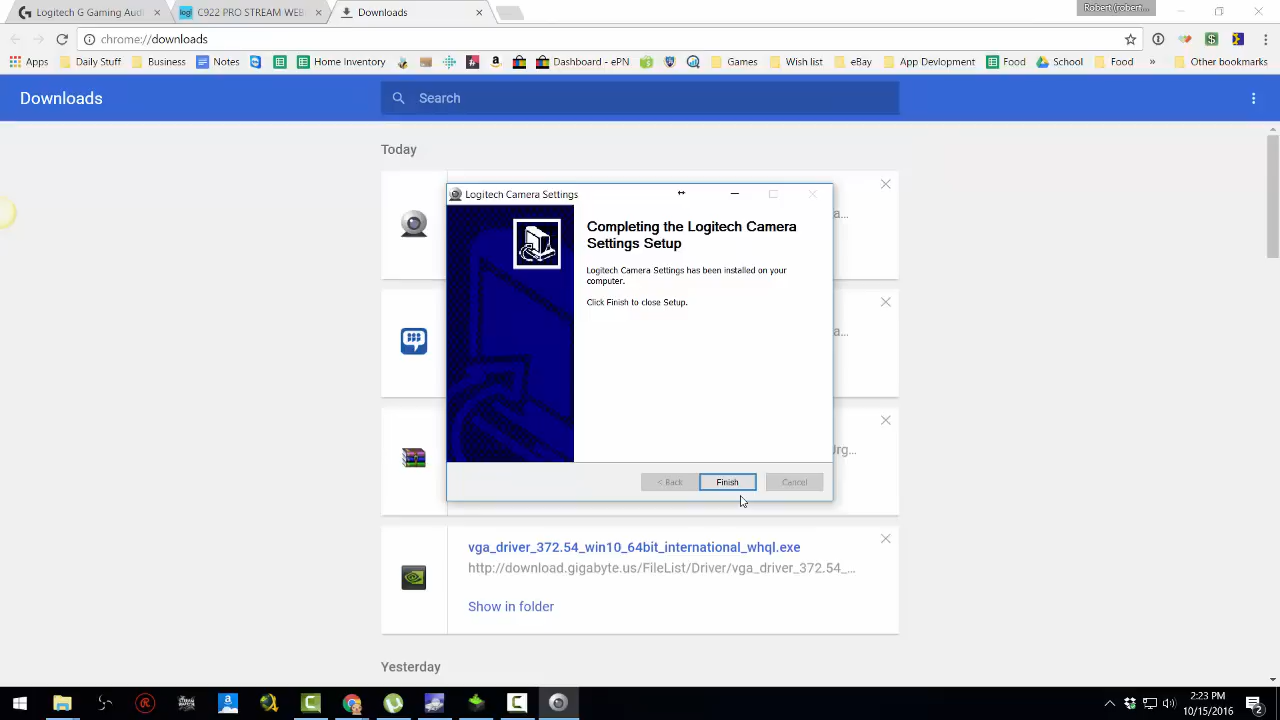 Logitech G Gaming Aud
C922 PRO STREAM WEB
Downloads
Robert (rober...
chrome://downloads
Apps
Daily Stuff
Business
Notes
Home Inventory
Dashboard - ePN
Games
Wish list
eBay
App Devlopment
Food
School
Food
»
Other bookmarks
Downloads
Search
Today
Logitech Camera Settings
a...
Completing the Logitech Camera
Settings Setup
Logitech Camera Settings has been installed on your
computer.
Click Finish to close Setup.
a...
Jrg...
< Back
Finish
Cancel
vga_driver_372.54_win10_64bit_international_whql.exe
http://download.gigabyte.us/FileList/Driver/vga_driver_372.54_...
Show in folder
Yesterday
2:23 PM
10/15/2016
2